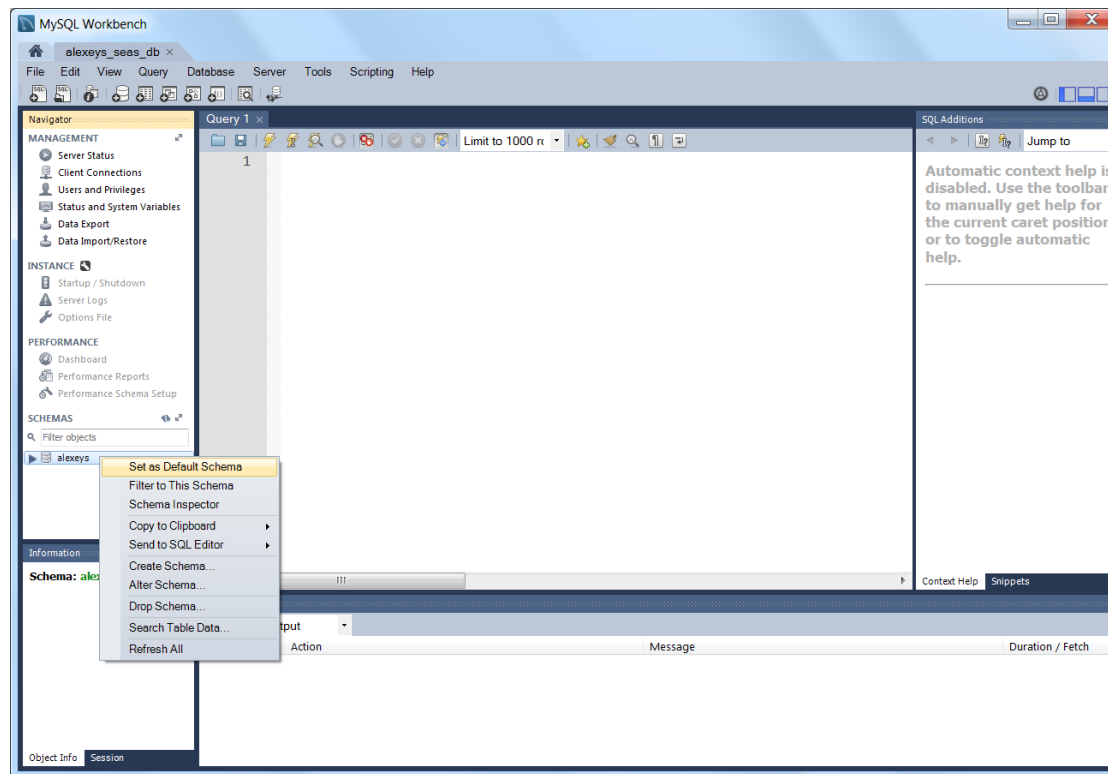 MySQL Workbench
alexeys_seas_db ×
File Edit View Query Database Server Tools Scripting Help
Navigator
MANAGEMENT
Server Status
Client Connections
Users and Privileges
Status and System Variables
Data Export
Data Import/Restore
INSTANCE
Startup / Shutdown
Server Logs
Options File
PERFORMANCE
Dashboard
Performance Reports
Performance Schema Setup
SCHEMAS
Filter objects
alexeys
Set as Default Schema
Filter to This Schema
Schema Inspector
Copy to Clipboard
Send to SQL Editor
Create Schema...
Alter Schema...
Drop Schema...
Search Table Data...
Refresh All
Information
Schema: ale
Object Info Session
Query 1 ×
Limit to 1000 r
1
tput
Action Message Duration / Fetch
SQL Additions
Jump to
Automatic context help is
disabled. Use the toolbar
to manually get help for
the current caret position
or to toggle automatic
help.
Context Help Snippets